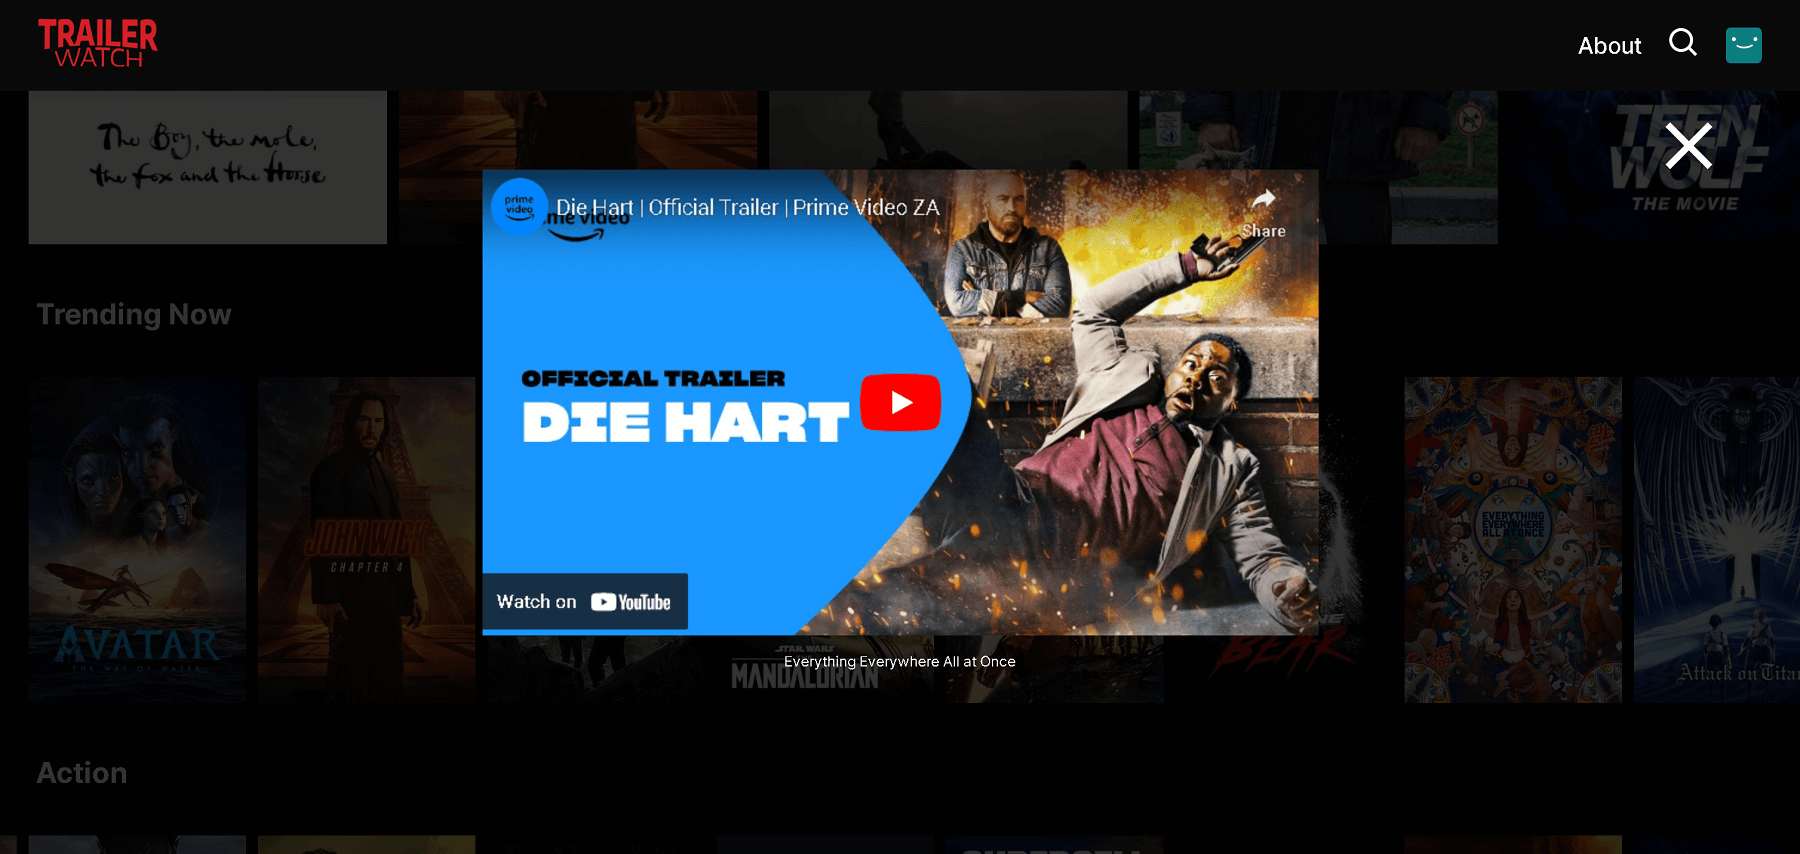 TRAILER
WATCH
About
The Boy, the mole,
the fox and the Horse
TEEN
WOLF
THE MOVIE
prime
video
Die Hart | Official Trailer | Prime Video ZA
Share
Trending Now
OFFICIAL TRAILER
DIE HART
JOHN WICK
CHAPTER 4
EVERYTHING
EVERYWHERE
ALL AT ONCE
Watch on YouTube
AVATAR
THE WAY OF WATER
STAR WARS
MANDALORIAN
Everything Everywhere All at Once
BEAR
Attack on Titan
Action